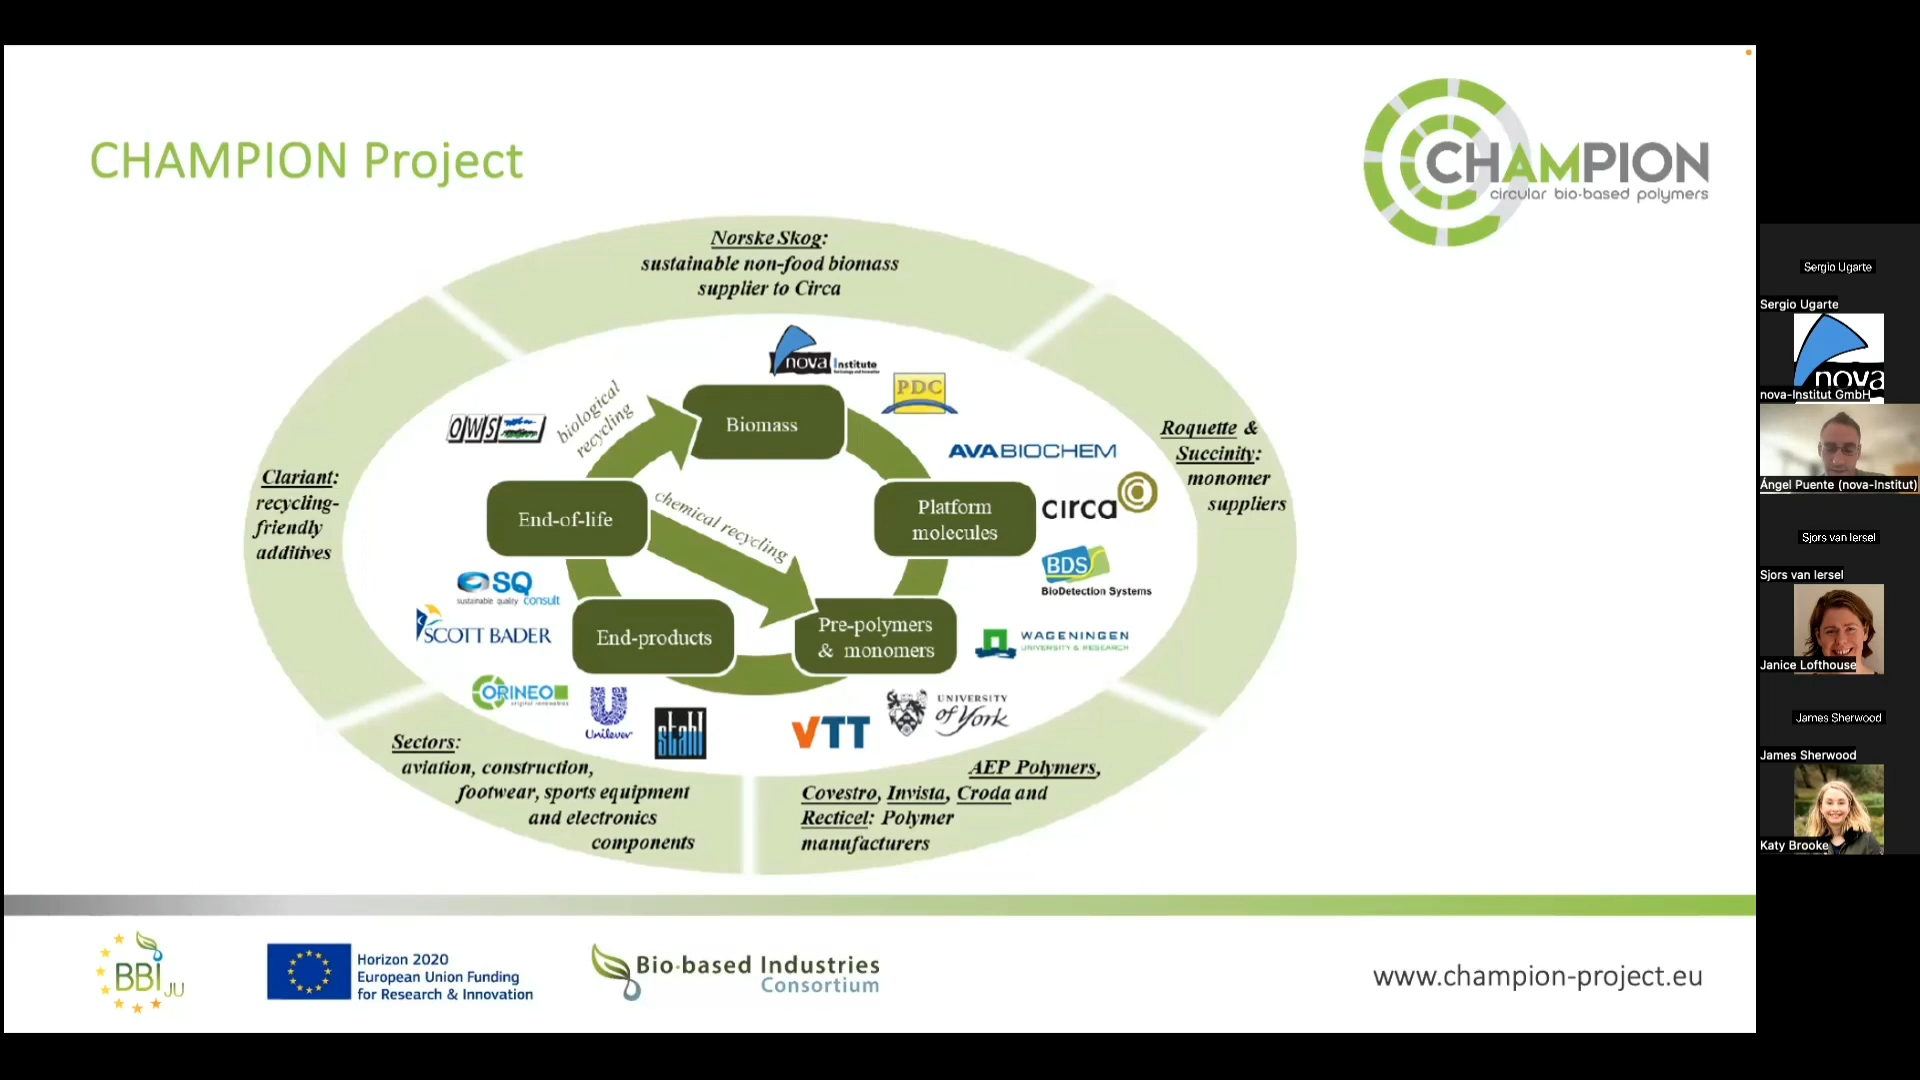 CHAMPION Project
CHAMPION
circular bio-based polymers
Norske Skog:
sustainable non-food biomass
supplier to Circa
nova Institute
PDC
OWS
biological
recycling
Biomass
AVABIOCHEM
Roquette &
Succinity:
monomer
suppliers
Clariant:
recycling-
friendly
additives
End-of-life
chemical recycling
Platform
molecules
circa
BDS
BioDetection Systems
SQ
sustainable quality consult
SCOTT BADER
End-products
Pre-polymers
& monomers
WAGENINGEN
UNIVERSITY & RESEARCH
ORINEO
Unilever
stahl
VTT
UNIVERSITY
of York
Sectors:
aviation, construction,
footwear, sports equipment
and electronics
components
AEP Polymers,
Covestro, Invista, Croda and
Recticel: Polymer
manufacturers
BBI JU
Horizon 2020
European Union Funding
for Research & Innovation
Bio-based Industries
Consortium
www.champion-project.eu
Sergio Ugarte
Sergio Ugarte
nova
nova-Institut GmbH
Ángel Puente (nova-Institut)
Sjors van Iersel
Sjors van Iersel
Janice Lofthouse
James Sherwood
James Sherwood
Katy Brooke